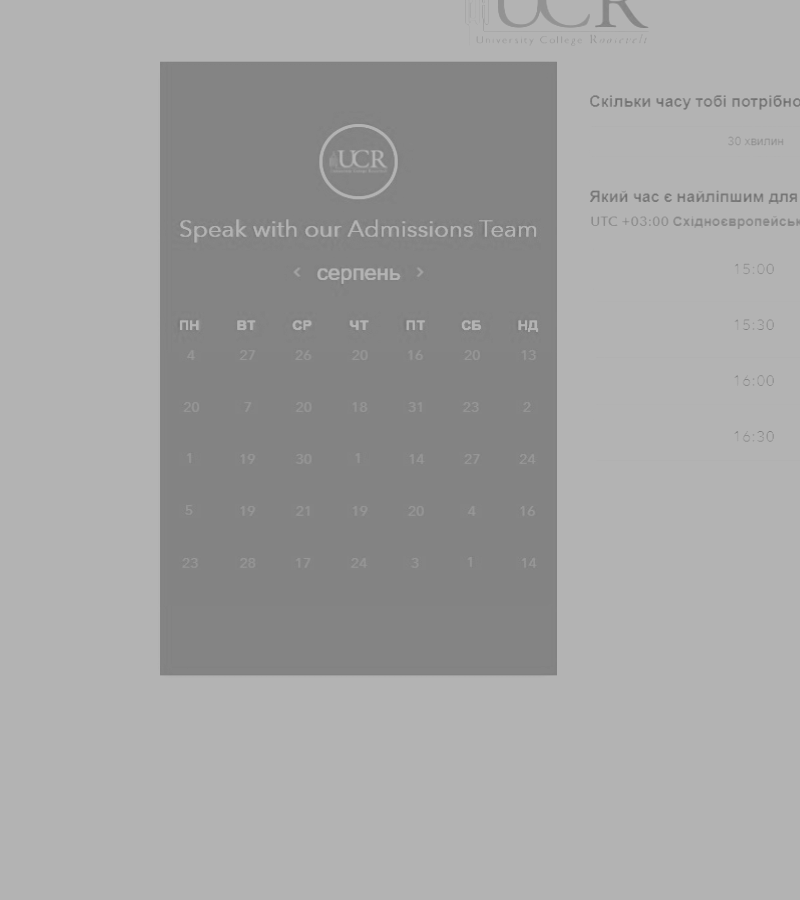 UCR
University College Roosevelt
UCR
Speak with our Admissions Team
‹ серпень ›
ПН ВТ СР ЧТ ПТ СБ НД
4 27 26 20 16 20 13
20 7 20 18 31 23 2
1 19 30 1 14 27 24
5 19 21 19 20 4 16
23 28 17 24 3 1 14
Скільки часу тобі потрібно
30 хвилин
Який час є найліпшим для
UTC +03:00 Східноєвропейськ
15:00
15:30
16:00
16:30